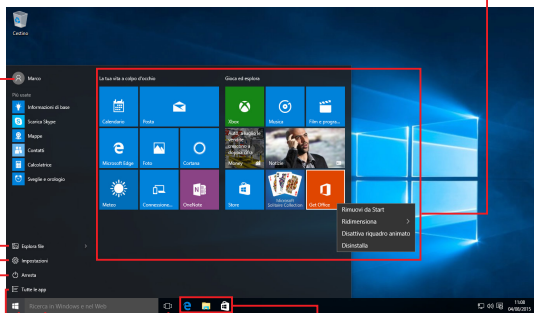 Cestino
Marco
Più usate
Informazioni di base
Scarica Skype
Mappe
Contatti
Calcolatrice
Sveglie e orologio
Esplora file
Impostazioni
Arresta
Tutte le app
La tua vita a colpo d'occhio
Calendario
Posta
Microsoft Edge
Foto
Cortana
Meteo
Connessione...
OneNote
Gioca ed esplora
Xbox
Musica
Film e progra...
Money
Notizie
Store
Microsoft
Solitaire Collection
Get Office
Rimuovi da Start
Ridimensiona
Disattiva riquadro animato
Disinstalla
Ricerca in Windows e nel Web
11:08
04/08/2015